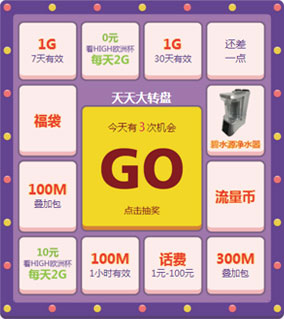 1G
7天有效
0元
看HIGH欧洲杯
每天2G
1G
30天有效
还差
一点
天天大转盘
福袋
今天有3次机会
GO
点击抽奖
碧水源净水器
100M
叠加包
流量币
10元
看HIGH欧洲杯
每天2G
100M
1小时有效
话费
1元-100元
300M
叠加包